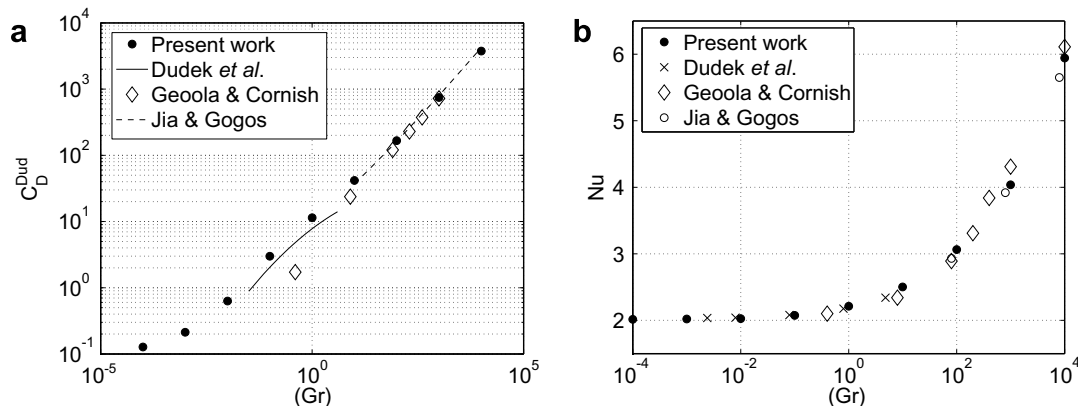 a
10^4
10^3
10^2
10^1
10^0
10^-1
C_D^Dud
Present work
Dudek et al.
Geoola & Cornish
Jia & Gogos
10^-5
10^0
10^5
(Gr)
b
6
5
4
3
2
Nu
Present work
Dudek et al.
Geoola & Cornish
Jia & Gogos
10^-4
10^-2
10^0
10^2
10^4
(Gr)